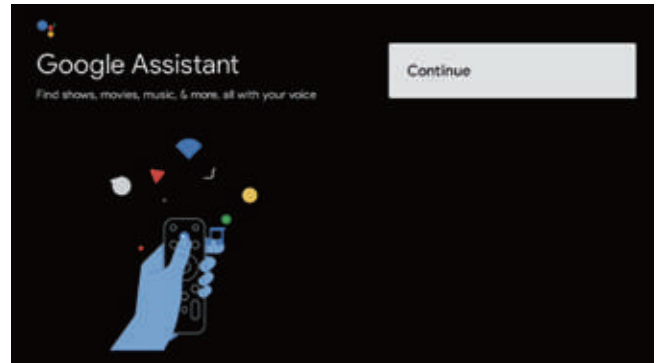 Google Assistant
Find shows, movies, music, & more, all with your voice
Continue